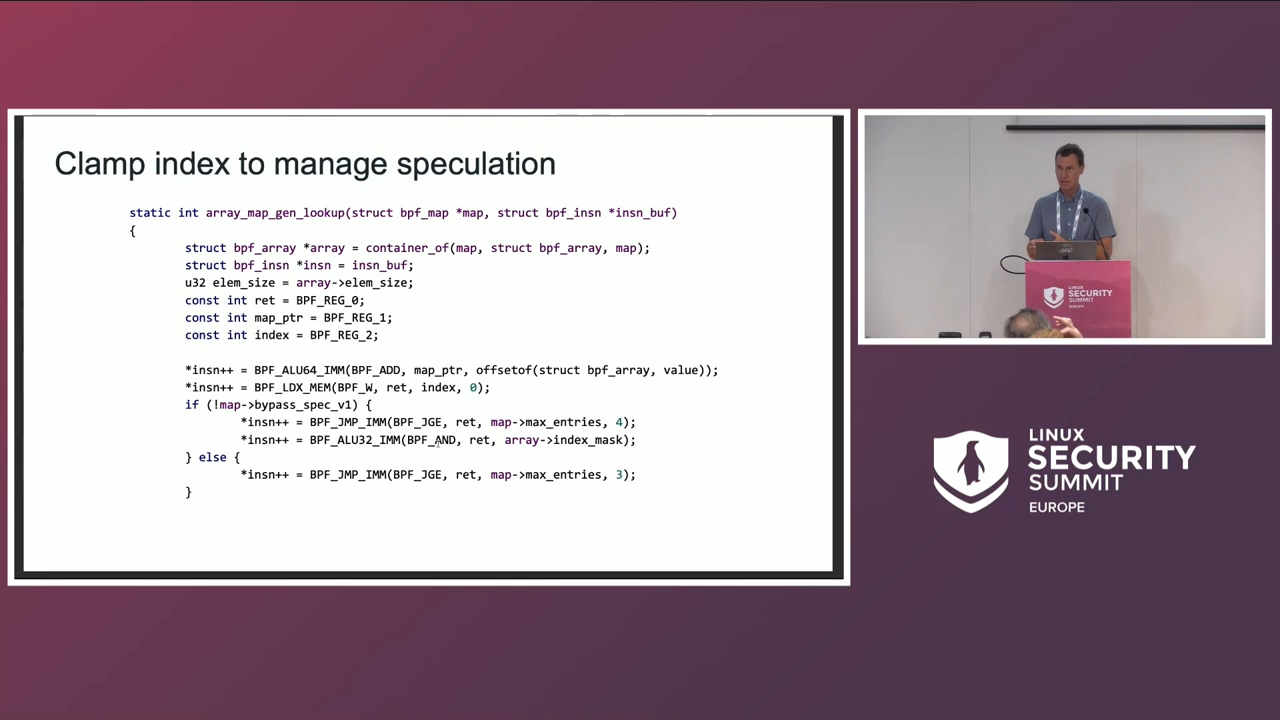 Clamp index to manage speculation
static int array_map_gen_lookup(struct bpf_map *map, struct bpf_insn *insn_buf)
{
struct bpf_array *array = container_of(map, struct bpf_array, map);
struct bpf_insn *insn = insn_buf;
u32 elem_size = array->elem_size;
const int ret = BPF_REG_0;
const int map_ptr = BPF_REG_1;
const int index = BPF_REG_2;
*insn++ = BPF_ALU64_IMM(BPF_ADD, map_ptr, offsetof(struct bpf_array, value));
*insn++ = BPF_LDX_MEM(BPF_W, ret, index, 0);
if (!map->bypass_spec_v1) {
*insn++ = BPF_JMP_IMM(BPF_JGE, ret, map->max_entries, 4);
*insn++ = BPF_ALU32_IMM(BPF_AND, ret, array->index_mask);
} else {
*insn++ = BPF_JMP_IMM(BPF_JGE, ret, map->max_entries, 3);
}
LINUX
SECURITY
SUMMIT
EUROPE
LINUX
SECURITY
SUMMIT
EUROPE